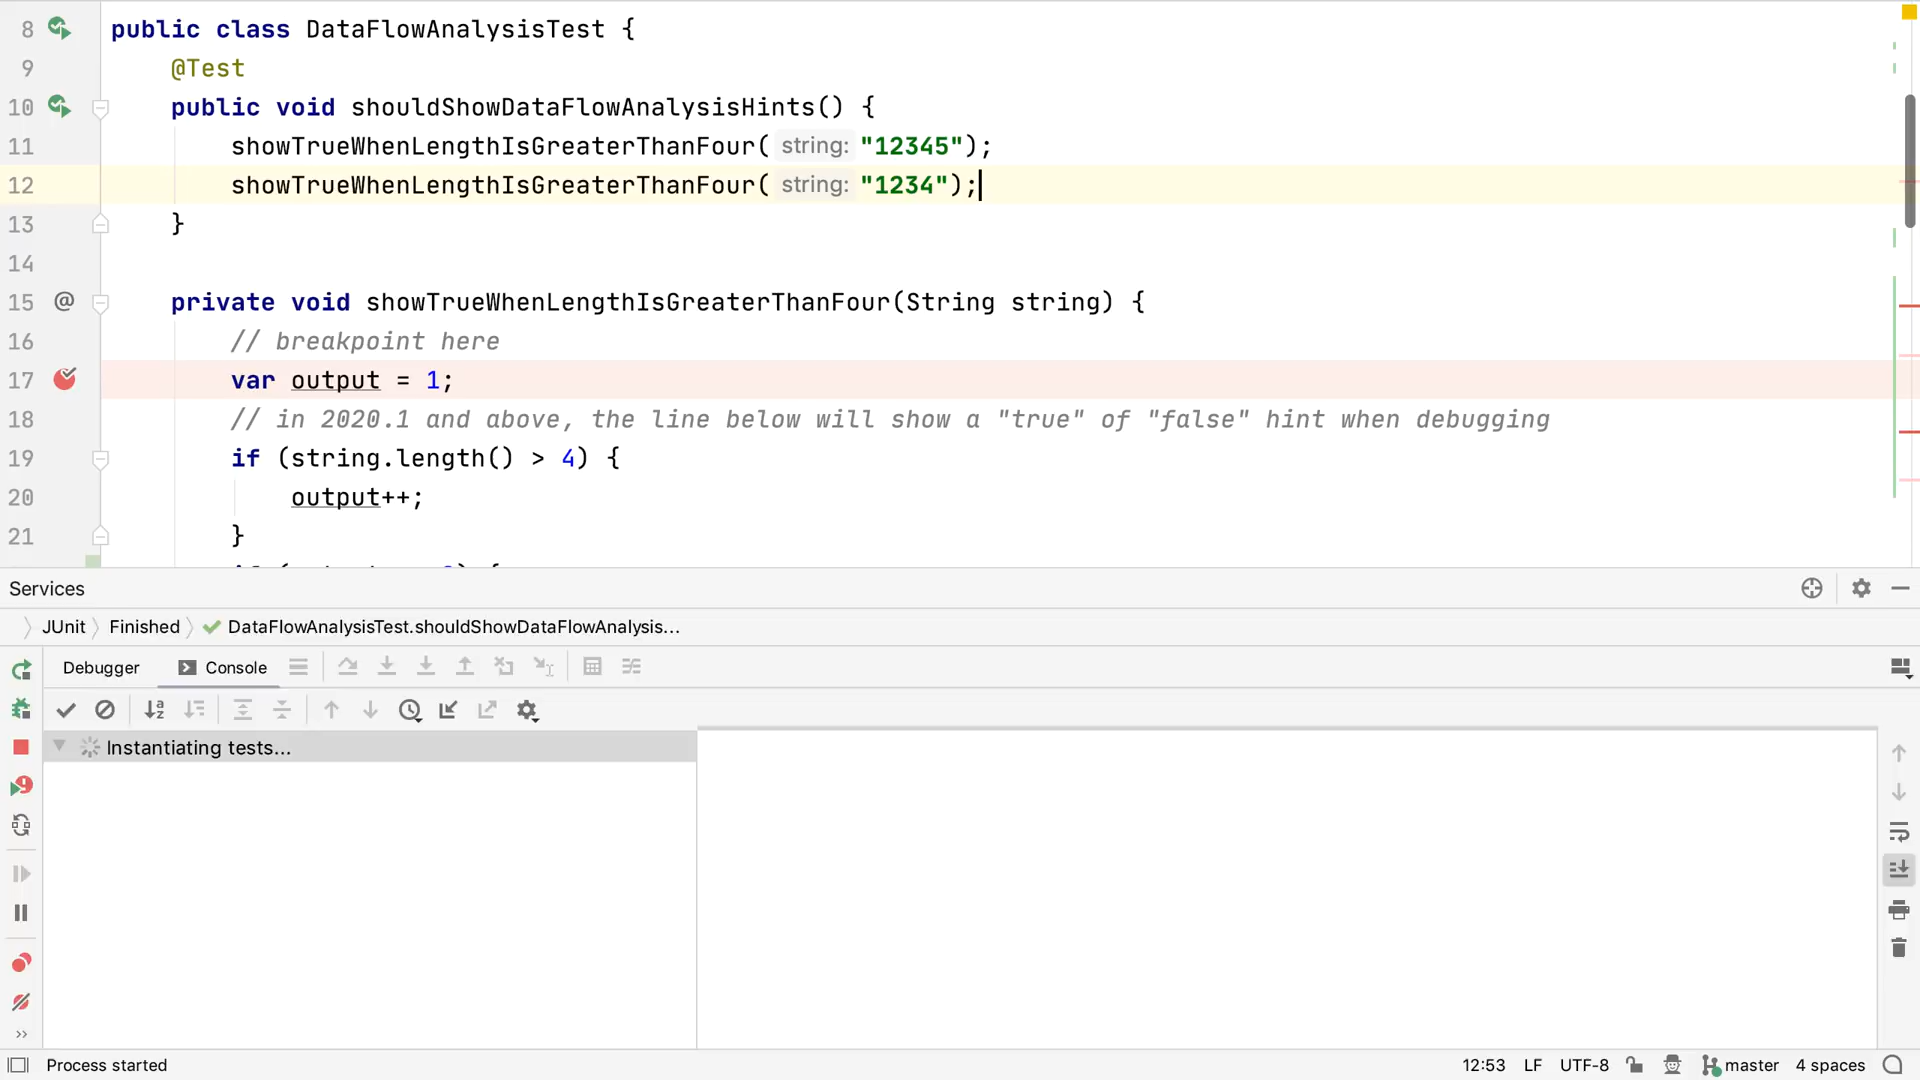 8 public class DataFlowAnalysisTest {
9 @Test
10 public void shouldShowDataFlowAnalysisHints() {
11 showTrueWhenLengthIsGreaterThanFour( string: "12345");
12 showTrueWhenLengthIsGreaterThanFour( string: "1234");
13 }
14
15 @ private void showTrueWhenLengthIsGreaterThanFour(String string) {
16 // breakpoint here
17 var output = 1;
18 // in 2020.1 and above, the line below will show a "true" of "false" hint when debugging
19 if (string.length() > 4) {
20 output++;
21 }
Services
JUnit Finished DataFlowAnalysisTest.shouldShowDataFlowAnalysis...
Debugger Console
Instantiating tests...
Process started 12:53 LF UTF-8 master 4 spaces